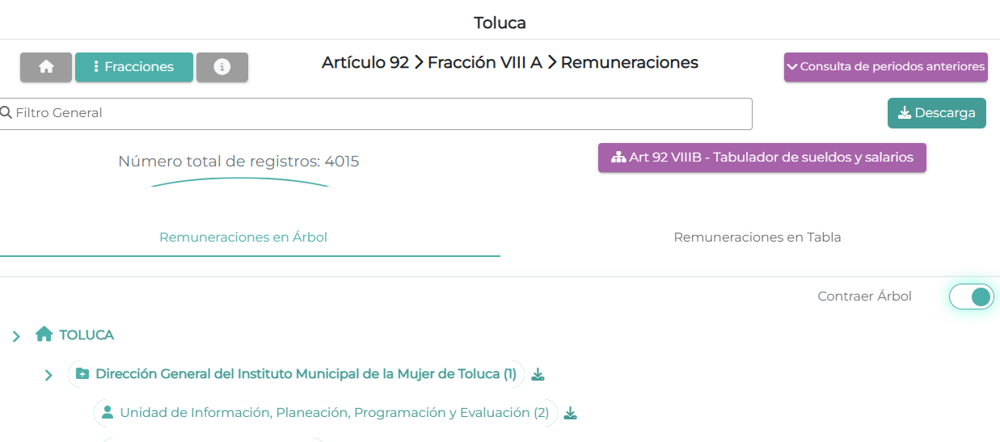 Toluca
Fracciones
Artículo 92 > Fracción VIII A > Remuneraciones
Consulta de periodos anteriores
Filtro General
Descarga
Número total de registros: 4015
Art 92 VIIIB - Tabulador de sueldos y salarios
Remuneraciones en Árbol
Remuneraciones en Tabla
Contraer Árbol
TOLUCA
Dirección General del Instituto Municipal de la Mujer de Toluca (1)
Unidad de Información, Planeación, Programación y Evaluación (2)